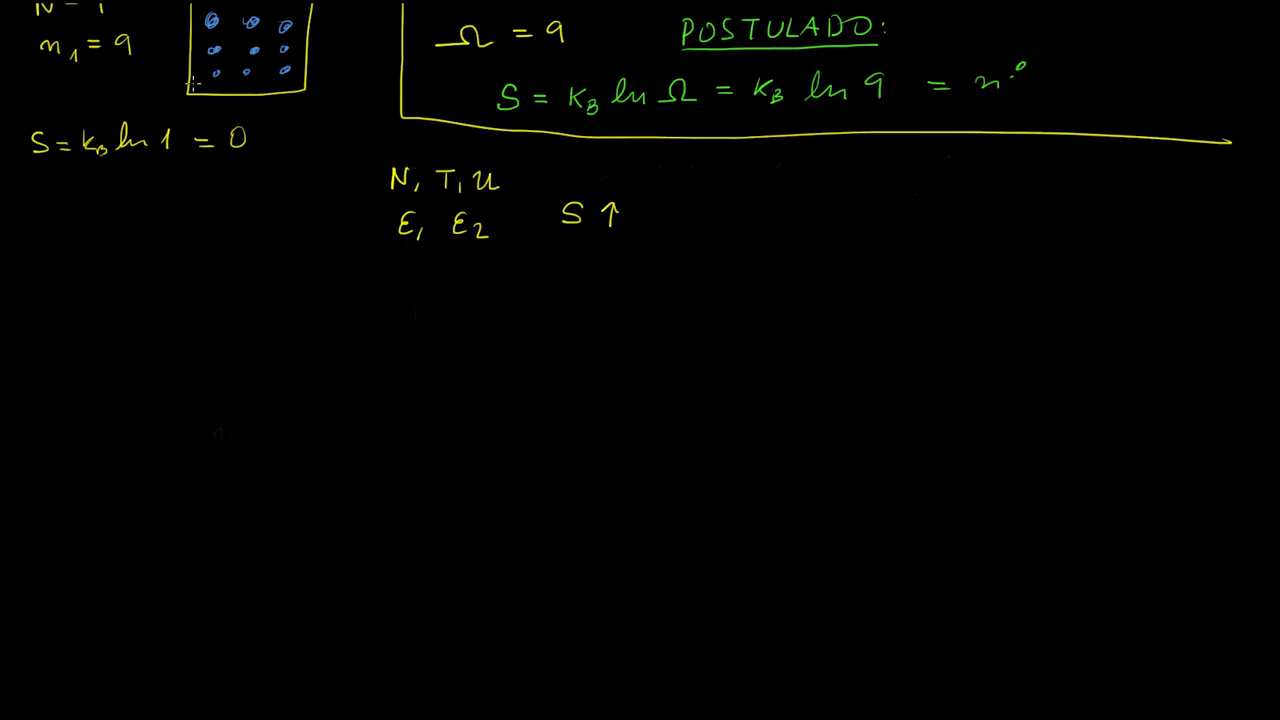 n₁ = 9
S = k_B ln 1 = 0
Ω = 9
POSTULADO:
S = K_B ln Ω = K_B ln 9 = n°
N, T, U
ε₁, ε₂ S ↑